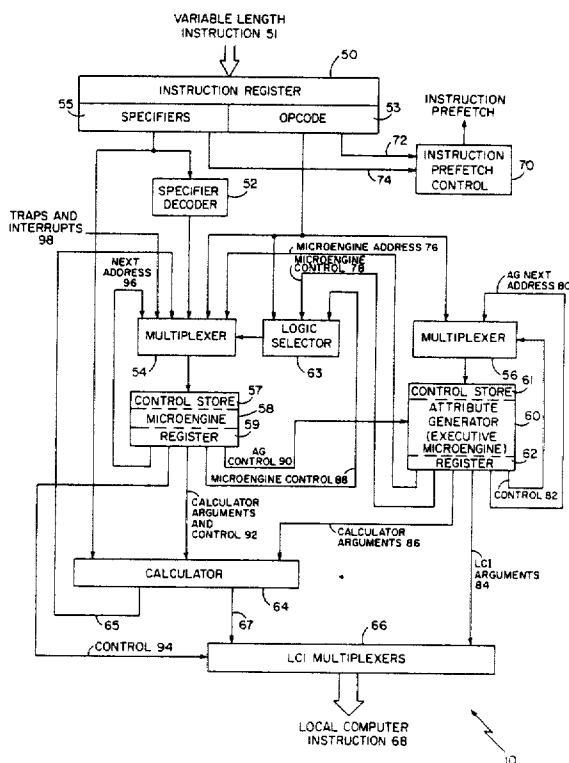 VARIABLE LENGTH
INSTRUCTION 51
50
INSTRUCTION REGISTER
55
SPECIFIERS
OPCODE
53
INSTRUCTION
PREFETCH
72
74
INSTRUCTION
PREFETCH
CONTROL
70
SPECIFIER
DECODER
52
TRAPS AND
INTERRUPTS
98
NEXT
ADDRESS
96
MICROENGINE ADDRESS 76
MICROENGINE
CONTROL 78
AG NEXT
ADDRESS 80
MULTIPLEXER
54
LOGIC
SELECTOR
63
MULTIPLEXER
56
CONTROL STORE
57
MICROENGINE
58
REGISTER
59
CONTROL STORE
61
ATTRIBUTE
GENERATOR
(EXECUTIVE
MICROENGINE)
60
REGISTER
62
AG
CONTROL 90
MICROENGINE CONTROL 88
CONTROL 82
CALCULATOR
ARGUMENTS
AND
CONTROL 92
CALCULATOR
ARGUMENTS 86
LCI
ARGUMENTS
84
CALCULATOR
64
65
67
66
CONTROL 94
LCI MULTIPLEXERS
LOCAL COMPUTER
INSTRUCTION 68
10